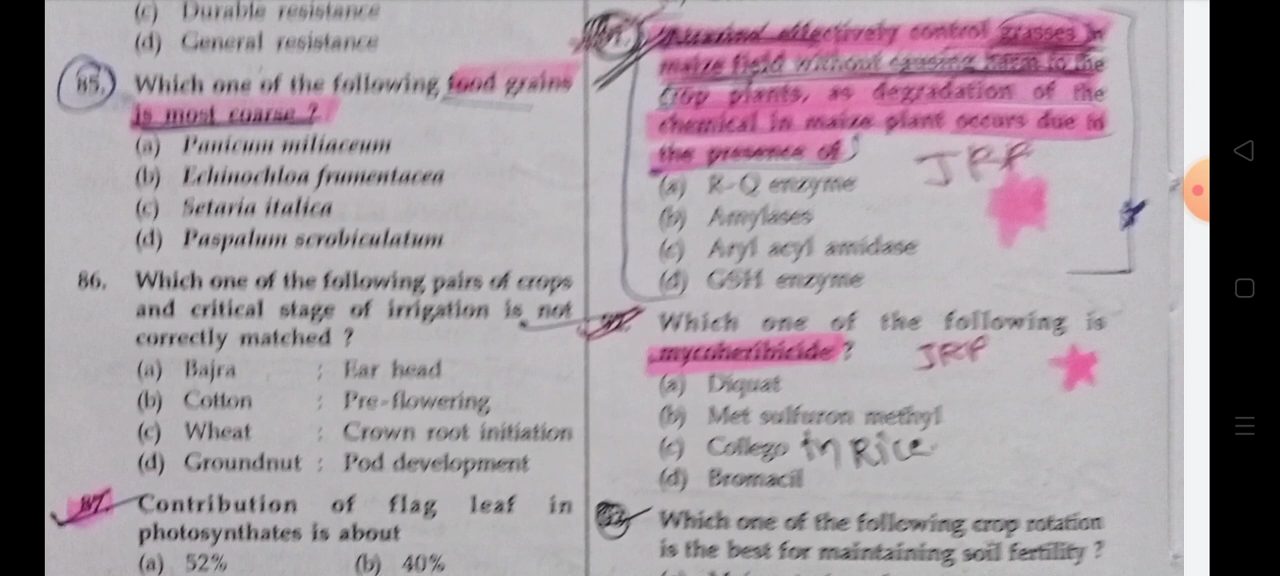 (c) Durable resistance
(d) General resistance
85. Which one of the following food grains
is most coarse ?
(a) Panicum miliaceum
(b) Echinochloa frumentacea
(c) Setaria italica
(d) Paspalum scrobiculatum
86. Which one of the following pairs of crops
and critical stage of irrigation is not
correctly matched ?
(a) Bajra : Ear head
(b) Cotton : Pre-flowering
(c) Wheat : Crown root initiation
(d) Groundnut : Pod development
87. Contribution of flag leaf in
photosynthates is about
(a) 52% (b) 40%
effectively control grasses in
maize field without causing harm to the
crop plants, as degradation of the
chemical in maize plant occurs due to
the presence of
JRF
(a) R-Q enzyme
(b) Amylases
(c) Aryl acyl amidase
(d) GSH enzyme
Which one of the following is
mycoheribicide ? JRF
(a) Diquat
(b) Met sulfuron methyl
(c) Collego in Rice
(d) Bromacil
Which one of the following crop rotation
is the best for maintaining soil fertility ?